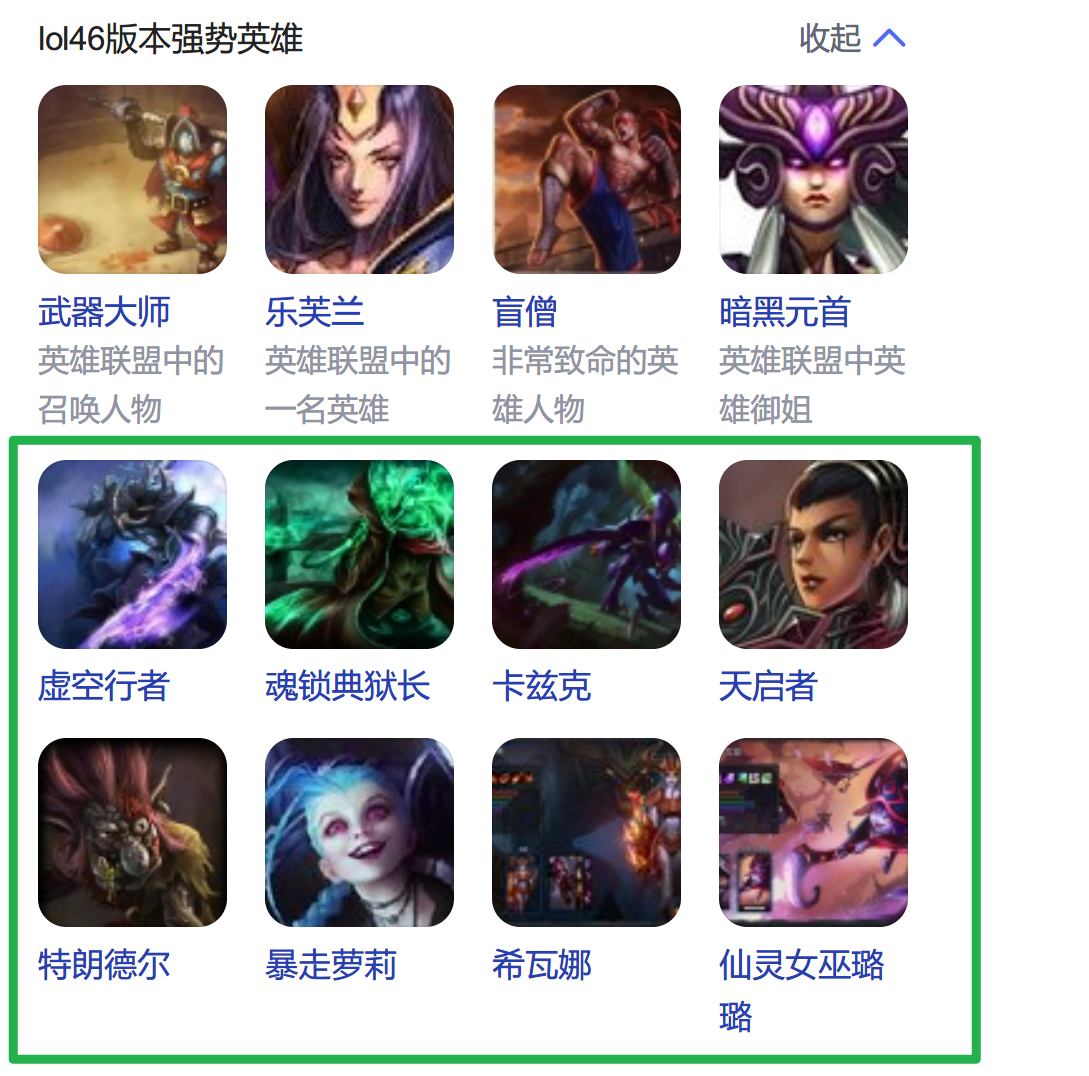 lol46版本强势英雄 收起
武器大师 乐芙兰 盲僧 暗黑元首
英雄联盟中的 英雄联盟中的 非常致命的英 英雄联盟中英
召唤人物 一名英雄 雄人物 雄御姐
虚空行者 魂锁典狱长 卡兹克 天启者
特朗德尔 暴走萝莉 希瓦娜 仙灵女巫璐
璐